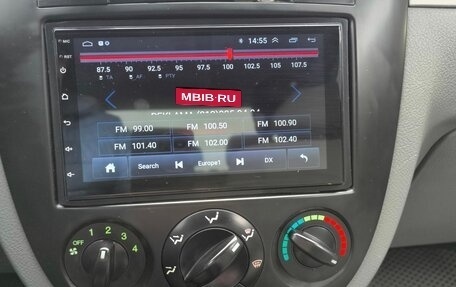 MIC
14:55
RST
87.5 90 92.5 95 97.5 100 102.5 105 107.5
TA AF PTY
MBIB.RU
FM 99.00 FM 100.50 FM 100.90
FM 101.40 FM 102.00 FM 102.40
Search Europe1 DX
OFF 1 2 3 4